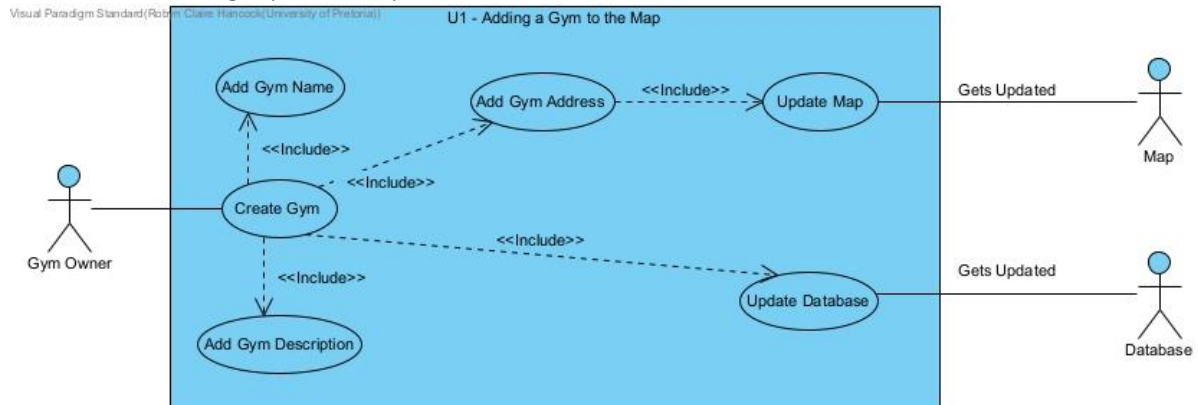 Visual Paradigm Standard(Robyn Claire Hancock(University of Pretoria))
U1 - Adding a Gym to the Map
Add Gym Name
Add Gym Address
<<Include>>
Update Map
Gets Updated
Map
<<Include>>
<<Include>>
Create Gym
Gym Owner
<<Include>>
<<Include>>
Gets Updated
Update Database
Add Gym Description
Database